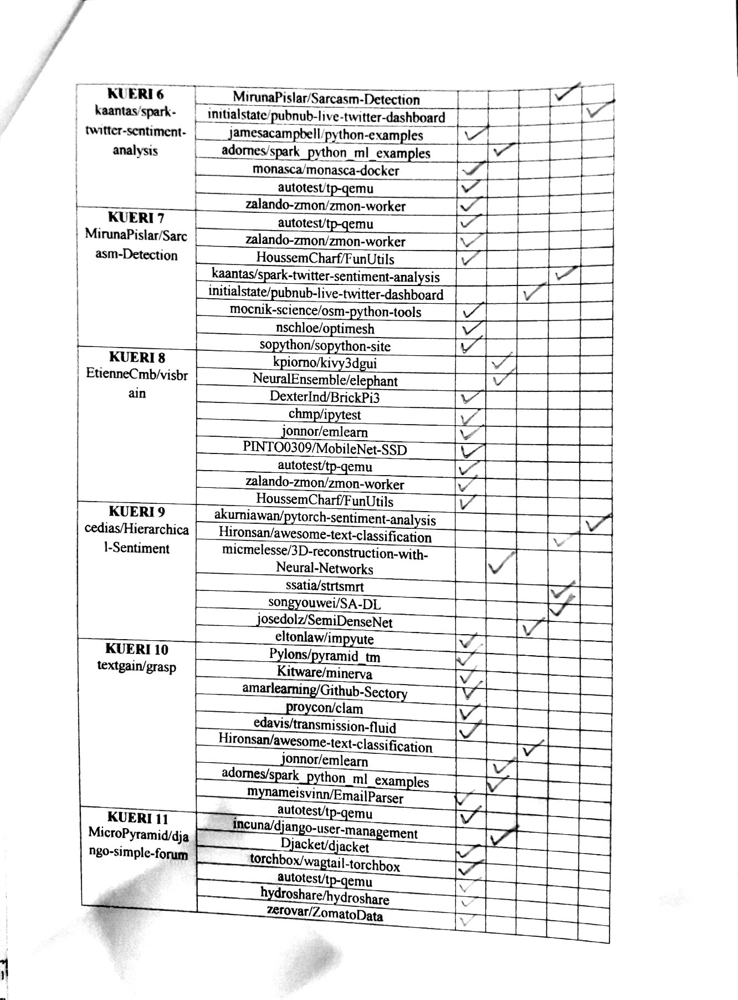 KUERI 6
kaantas/spark-
twitter-sentiment-
analysis
MirunaPislar/Sarcasm-Detection
initialstate/pubnub-live-twitter-dashboard
jamesacampbell/python-examples
adornes/spark_python_ml_examples
monasca/monasca-docker
autotest/tp-qemu
zalando-zmon/zmon-worker
KUERI 7
MirunaPislar/Sarc
asm-Detection
autotest/tp-qemu
zalando-zmon/zmon-worker
HoussemCharf/FunUtils
kaantas/spark-twitter-sentiment-analysis
initialstate/pubnub-live-twitter-dashboard
mocnik-science/osm-python-tools
nschloe/optimesh
sopython/sopython-site
KUERI 8
EtienneCmb/visbr
ain
kpiorno/kivy3dgui
NeuralEnsemble/elephant
DexterInd/BrickPi3
chmp/ipytest
jonnor/emlearn
PINTO0309/MobileNet-SSD
autotest/tp-qemu
zalando-zmon/zmon-worker
HoussemCharf/FunUtils
KUERI 9
cedias/Hierarchica
l-Sentiment
akurniawan/pytorch-sentiment-analysis
Hironsan/awesome-text-classification
micmelesse/3D-reconstruction-with-
Neural-Networks
ssatia/strtsmrt
songyouwei/SA-DL
josedolz/SemiDenseNet
eltonlaw/impyute
KUERI 10
textgain/grasp
Pylons/pyramid_tm
Kitware/minerva
amarlearning/Github-Sectory
proycon/clam
edavis/transmission-fluid
Hironsan/awesome-text-classification
jonnor/emlearn
adornes/spark_python_ml_examples
mynameisvinn/EmailParser
autotest/tp-qemu
KUERI 11
MicroPyramid/dja
ngo-simple-forum
incuna/django-user-management
Djacket/djacket
torchbox/wagtail-torchbox
autotest/tp-qemu
hydroshare/hydroshare
zerovar/ZomatoData